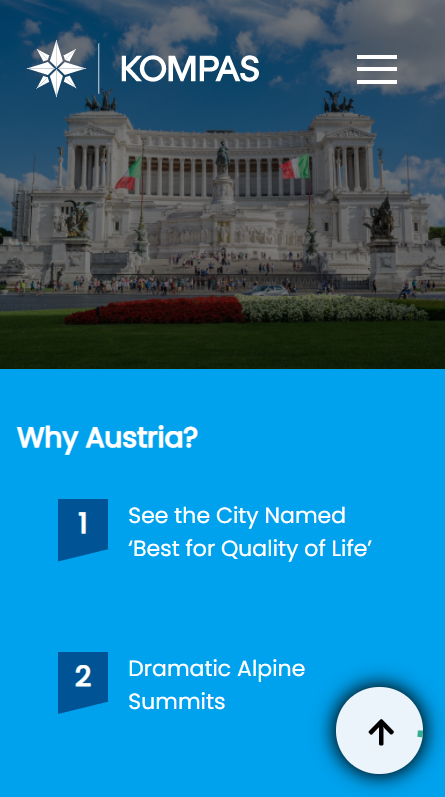 KOMPAS
Why Austria?
1
See the City Named
‘Best for Quality of Life’
2
Dramatic Alpine
Summits